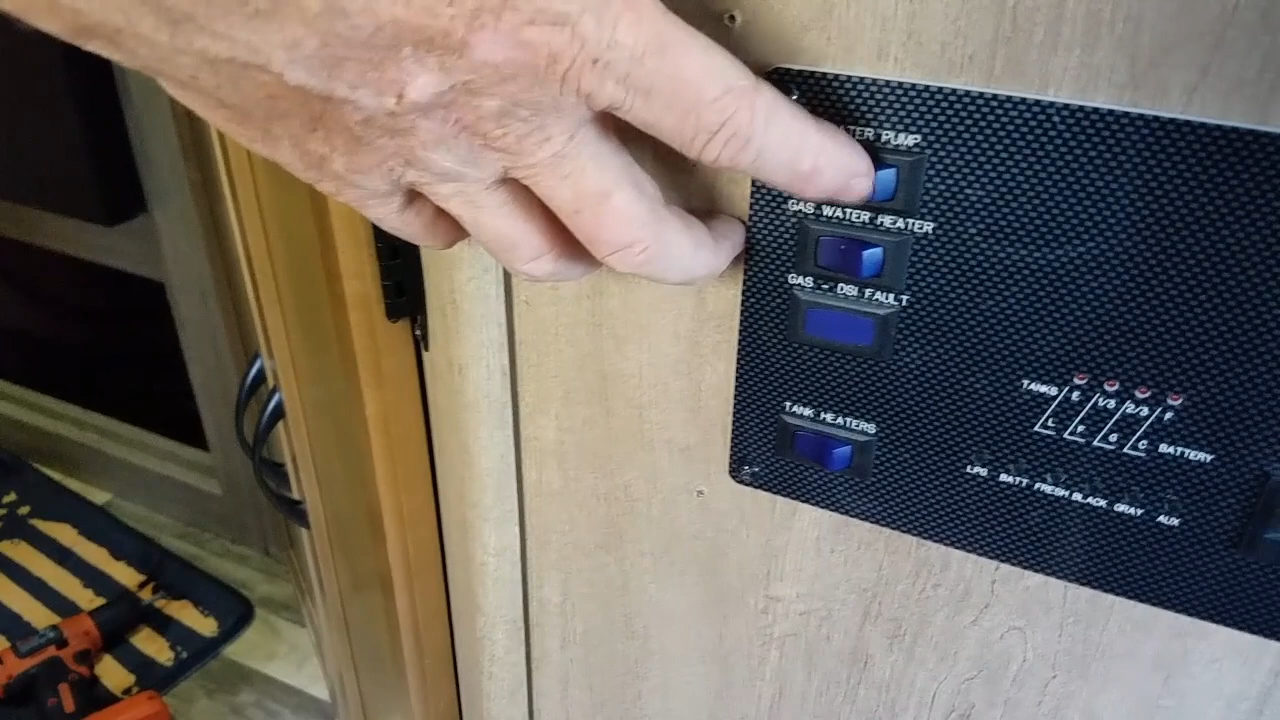 PUMP
GAS WATER HEATER
GAS - DSI FAULT
TANK HEATERS
TANKS E 1/3 2/3 F
L F G C BATTERY
LPG BATT FRESH BLACK GRAY AUX